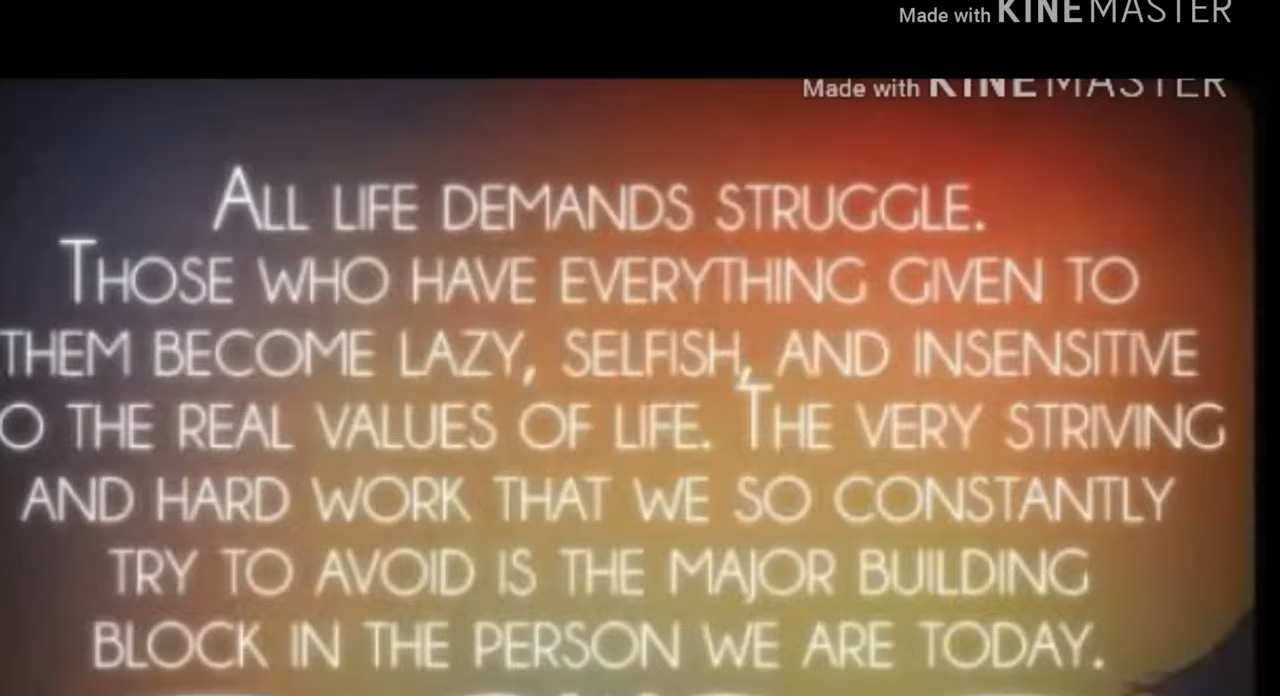 Made with KINEMASTER
Made with KINEMASTER
ALL LIFE DEMANDS STRUGGLE.
THOSE WHO HAVE EVERYTHING GIVEN TO
THEM BECOME LAZY, SELFISH, AND INSENSITIVE
O THE REAL VALUES OF LIFE. THE VERY STRIVING
AND HARD WORK THAT WE SO CONSTANTLY
TRY TO AVOID IS THE MAJOR BUILDING
BLOCK IN THE PERSON WE ARE TODAY.